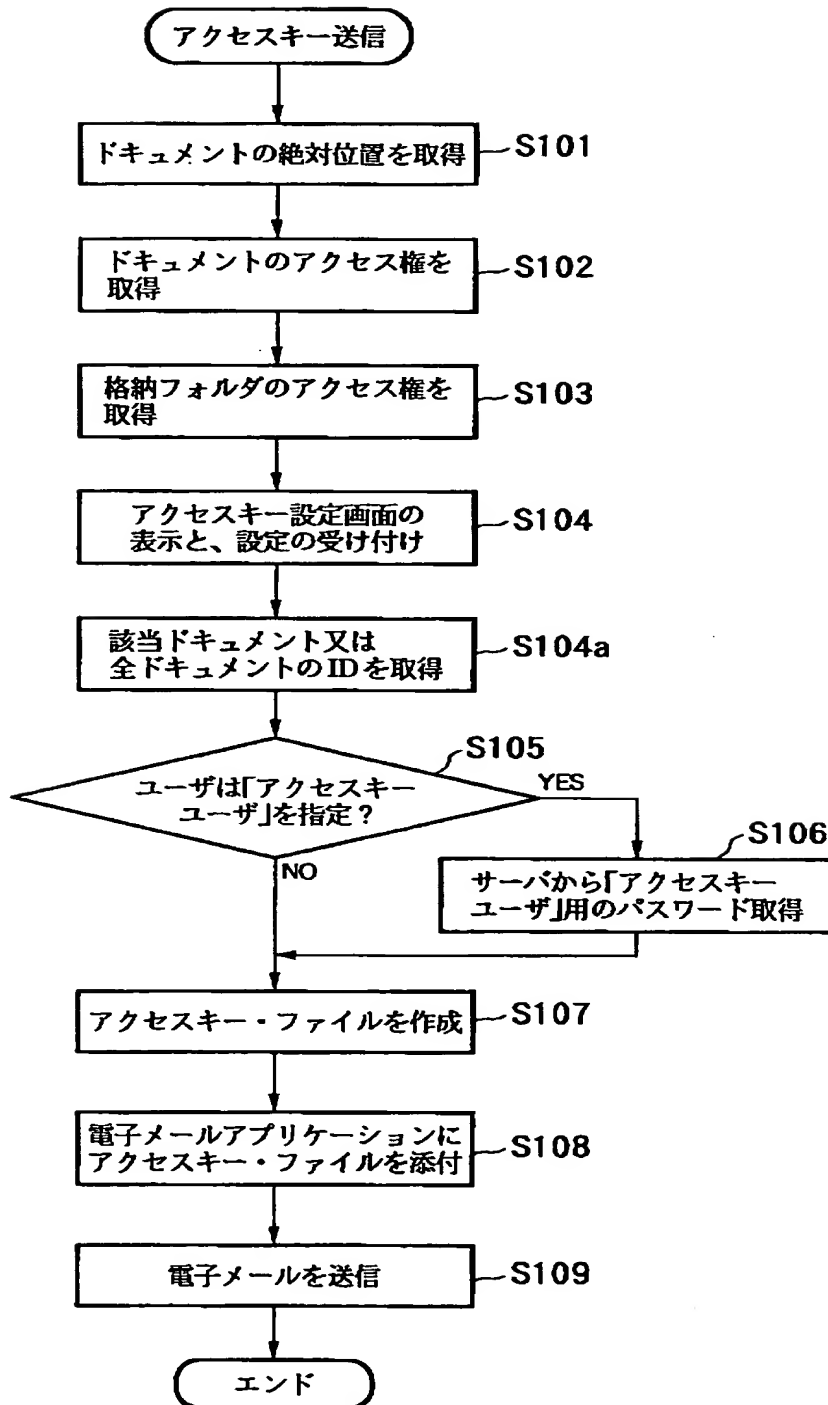 アクセスキー送信
ドキュメントの絶対位置を取得
S101
ドキュメントのアクセス権を
取得
S102
格納フォルダのアクセス権を
取得
S103
アクセスキー設定画面の
表示と、設定の受け付け
S104
該当ドキュメント又は
全ドキュメントのIDを取得
S104a
S105
ユーザは「アクセスキー
ユーザ」を指定？
YES
NO
S106
サーバから「アクセスキー
ユーザ」用のパスワード取得
アクセスキー・ファイルを作成
S107
電子メールアプリケーションに
アクセスキー・ファイルを添付
S108
電子メールを送信
S109
エンド